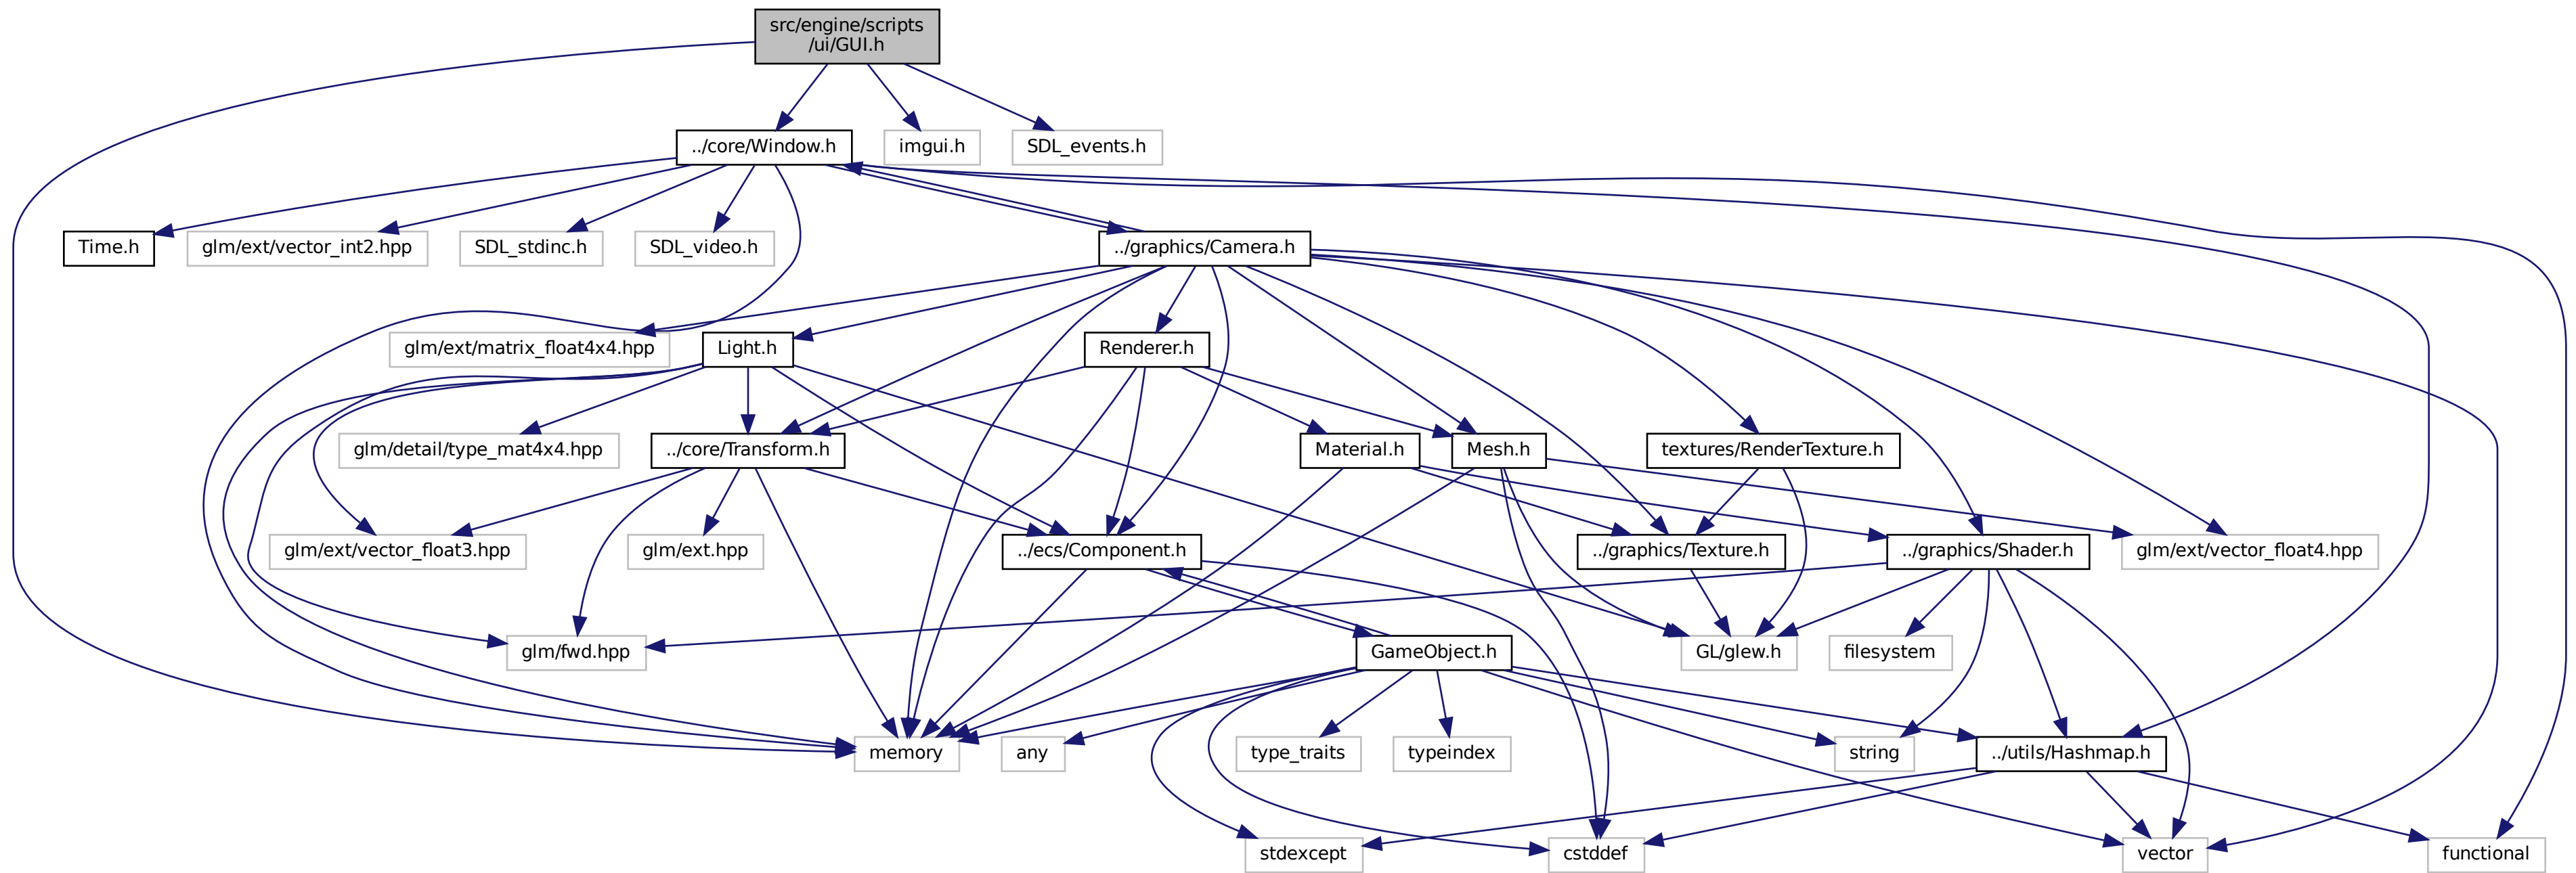 src/engine/scripts
/ui/GUI.h
../core/Window.h
imgui.h
SDL_events.h
Time.h
glm/ext/vector_int2.hpp
SDL_stdinc.h
SDL_video.h
../graphics/Camera.h
glm/ext/matrix_float4x4.hpp
Light.h
Renderer.h
glm/detail/type_mat4x4.hpp
../core/Transform.h
Material.h
Mesh.h
textures/RenderTexture.h
glm/ext/vector_float3.hpp
glm/ext.hpp
../ecs/Component.h
../graphics/Texture.h
../graphics/Shader.h
glm/ext/vector_float4.hpp
glm/fwd.hpp
GameObject.h
GL/glew.h
filesystem
memory
any
type_traits
typeindex
string
../utils/Hashmap.h
stdexcept
cstddef
vector
functional